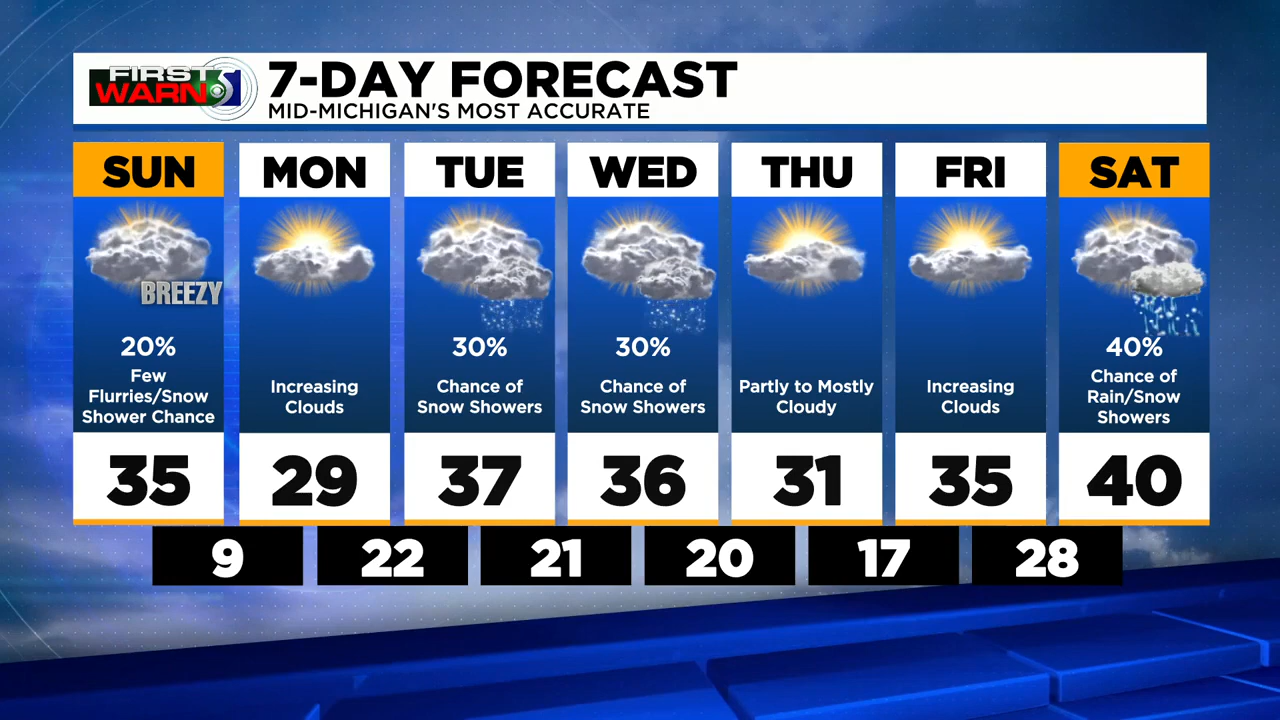 FIRST
WARN 5
7-DAY FORECAST
MID-MICHIGAN'S MOST ACCURATE
SUN
BREEZY
20%
Few
Flurries/Snow
Shower Chance
35
MON
Increasing
Clouds
29
TUE
30%
Chance of
Snow Showers
37
WED
30%
Chance of
Snow Showers
36
THU
Partly to Mostly
Cloudy
31
FRI
Increasing
Clouds
35
SAT
40%
Chance of
Rain/Snow
Showers
40
9
22
21
20
17
28